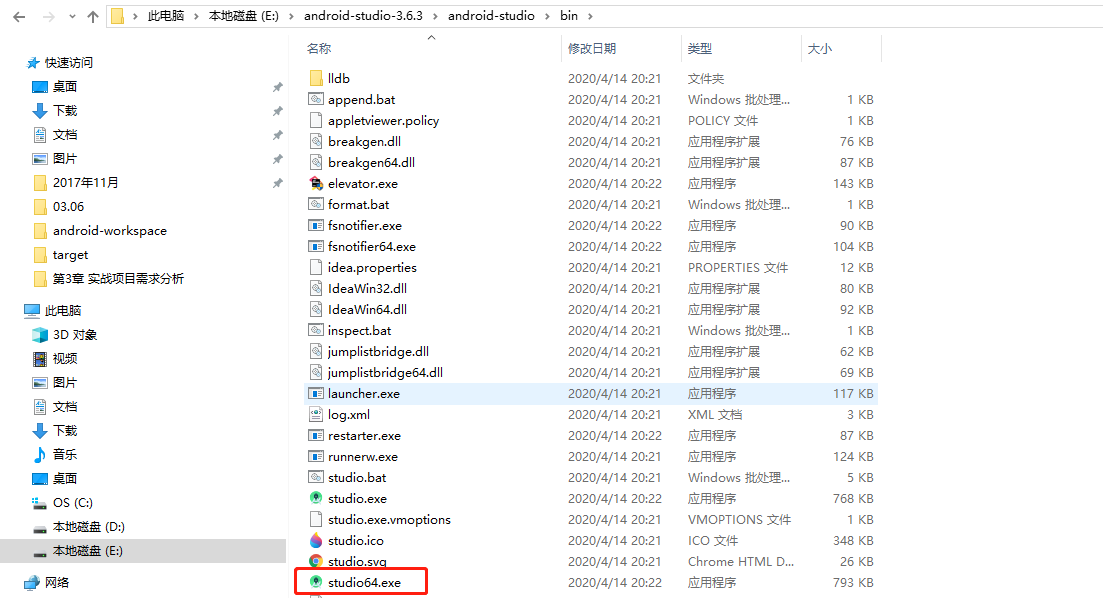 此电脑 > 本地磁盘 (E:) > android-studio-3.6.3 > android-studio > bin >
快速访问
桌面
下载
文档
图片
2017年11月
03.06
android-workspace
target
第3章 实战项目需求分析
此电脑
3D 对象
视频
图片
文档
下载
音乐
桌面
OS (C:)
本地磁盘 (D:)
本地磁盘 (E:)
网络
名称 修改日期 类型 大小
lldb 2020/4/14 20:21 文件夹
append.bat 2020/4/14 20:21 Windows 批处理... 1 KB
appletviewer.policy 2020/4/14 20:21 POLICY 文件 1 KB
breakgen.dll 2020/4/14 20:21 应用程序扩展 76 KB
breakgen64.dll 2020/4/14 20:21 应用程序扩展 87 KB
elevator.exe 2020/4/14 20:22 应用程序 143 KB
format.bat 2020/4/14 20:21 Windows 批处理... 1 KB
fsnotifier.exe 2020/4/14 20:22 应用程序 90 KB
fsnotifier64.exe 2020/4/14 20:22 应用程序 104 KB
idea.properties 2020/4/14 20:21 PROPERTIES 文件 12 KB
IdeaWin32.dll 2020/4/14 20:21 应用程序扩展 80 KB
IdeaWin64.dll 2020/4/14 20:21 应用程序扩展 92 KB
inspect.bat 2020/4/14 20:21 Windows 批处理... 1 KB
jumplistbridge.dll 2020/4/14 20:21 应用程序扩展 62 KB
jumplistbridge64.dll 2020/4/14 20:21 应用程序扩展 69 KB
launcher.exe 2020/4/14 20:21 应用程序 117 KB
log.xml 2020/4/14 20:21 XML 文档 3 KB
restarter.exe 2020/4/14 20:22 应用程序 87 KB
runnerw.exe 2020/4/14 20:22 应用程序 124 KB
studio.bat 2020/4/14 20:21 Windows 批处理... 5 KB
studio.exe 2020/4/14 20:22 应用程序 768 KB
studio.exe.vmoptions 2020/4/14 20:21 VMOPTIONS 文件 1 KB
studio.ico 2020/4/14 20:21 ICO 文件 348 KB
studio.svg 2020/4/14 20:21 Chrome HTML D... 26 KB
studio64.exe 2020/4/14 20:22 应用程序 793 KB